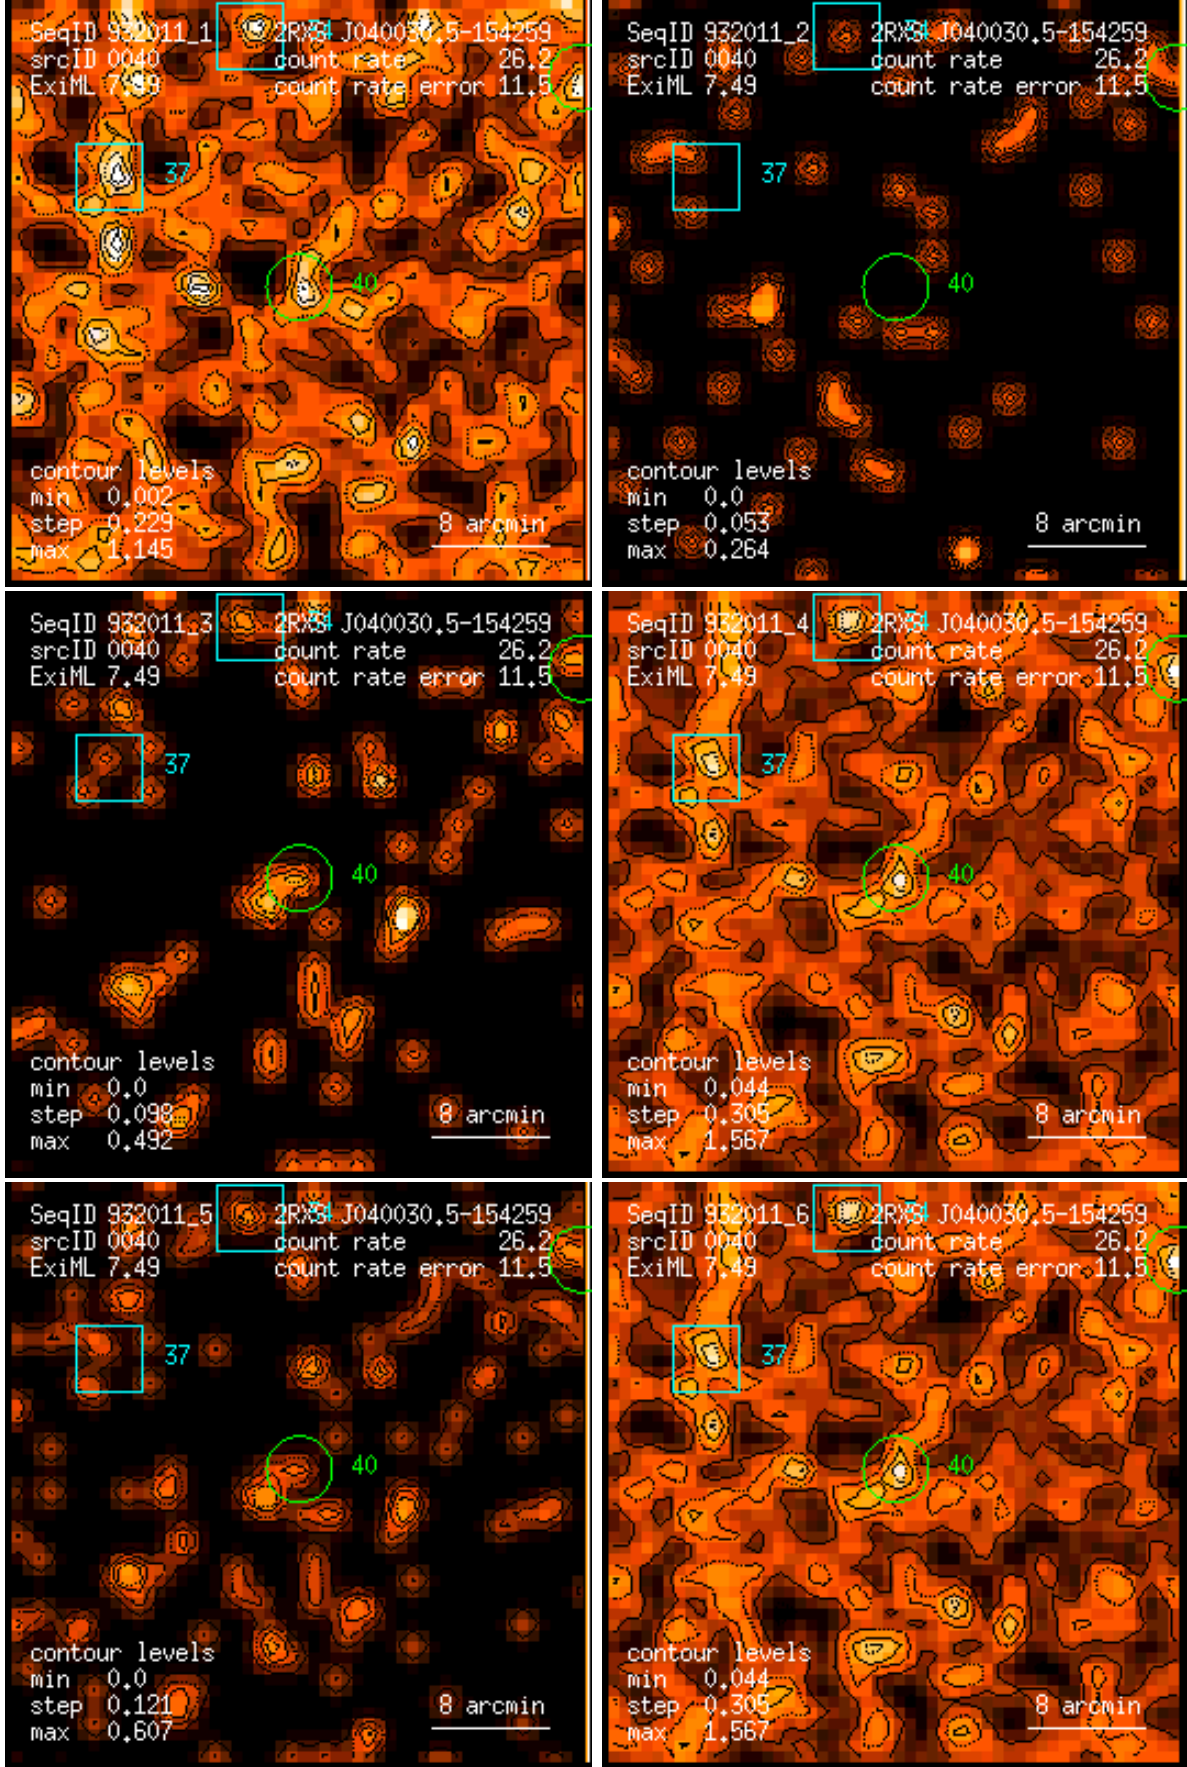 SeqID 932011_1 2RXS J040030.5-154259
srcID 0040 count rate 26.2
ExiML 7.49 count rate error 11.5
37
40
contour levels
min 0.002
step 0.229
max 1.145
8 arcmin
SeqID 932011_2 2RXS J040030.5-154259
srcID 0040 count rate 26.2
ExiML 7.49 count rate error 11.5
37
40
contour levels
min 0.0
step 0.053
max 0.264
8 arcmin
SeqID 932011_3 2RXS J040030.5-154259
srcID 0040 count rate 26.2
ExiML 7.49 count rate error 11.5
37
40
contour levels
min 0.0
step 0.098
max 0.492
8 arcmin
SeqID 932011_4 2RXS J040030.5-154259
srcID 0040 count rate 26.2
ExiML 7.49 count rate error 11.5
37
40
contour levels
min 0.044
step 0.305
max 1.567
8 arcmin
SeqID 932011_5 2RXS J040030.5-154259
srcID 0040 count rate 26.2
ExiML 7.49 count rate error 11.5
37
40
contour levels
min 0.0
step 0.121
max 0.607
8 arcmin
SeqID 932011_6 2RXS J040030.5-154259
srcID 0040 count rate 26.2
ExiML 7.49 count rate error 11.5
37
40
contour levels
min 0.044
step 0.305
max 1.567
8 arcmin